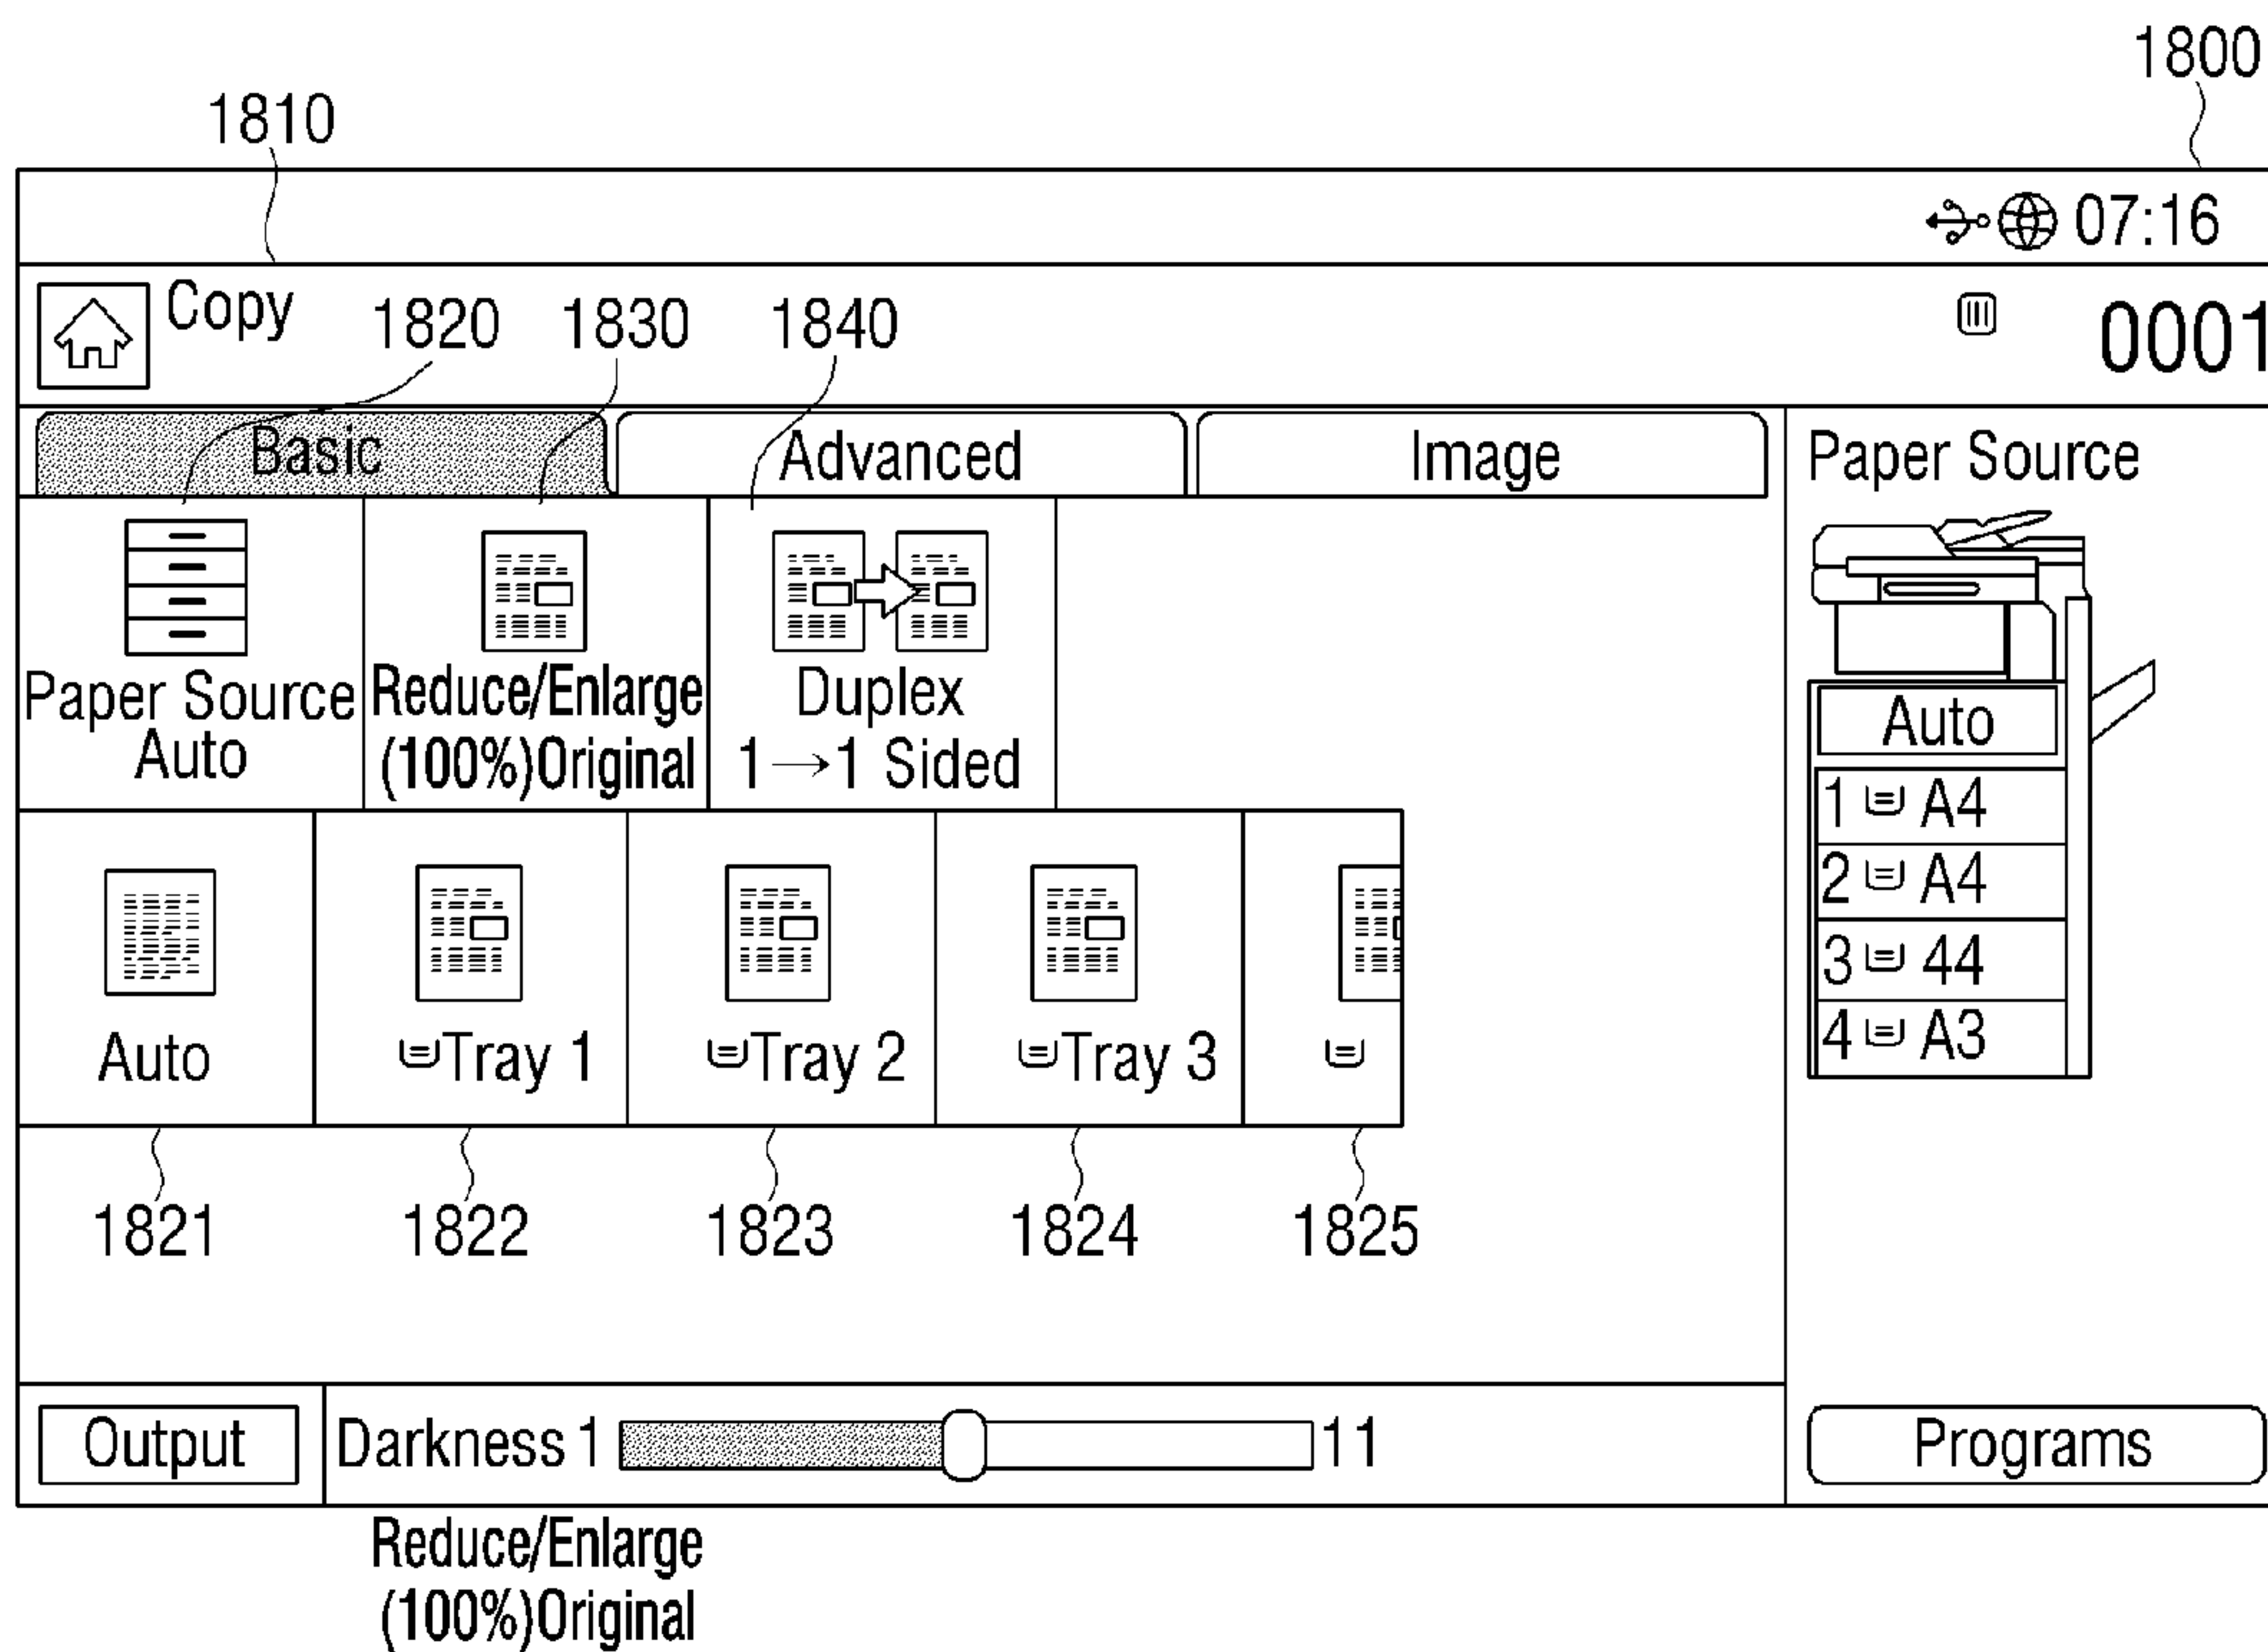 1800
1810
07:16
Copy
1820
1830
1840
0001
Basic
Advanced
Image
Paper Source
Paper Source
Auto
Reduce/Enlarge
(100%)Original
Duplex
1→1 Sided
Auto
1 A4
2 A4
3 44
4 A3
Auto
Tray 1
Tray 2
Tray 3
1821
1822
1823
1824
1825
Output
Darkness 1
11
Programs
Reduce/Enlarge
(100%)Original